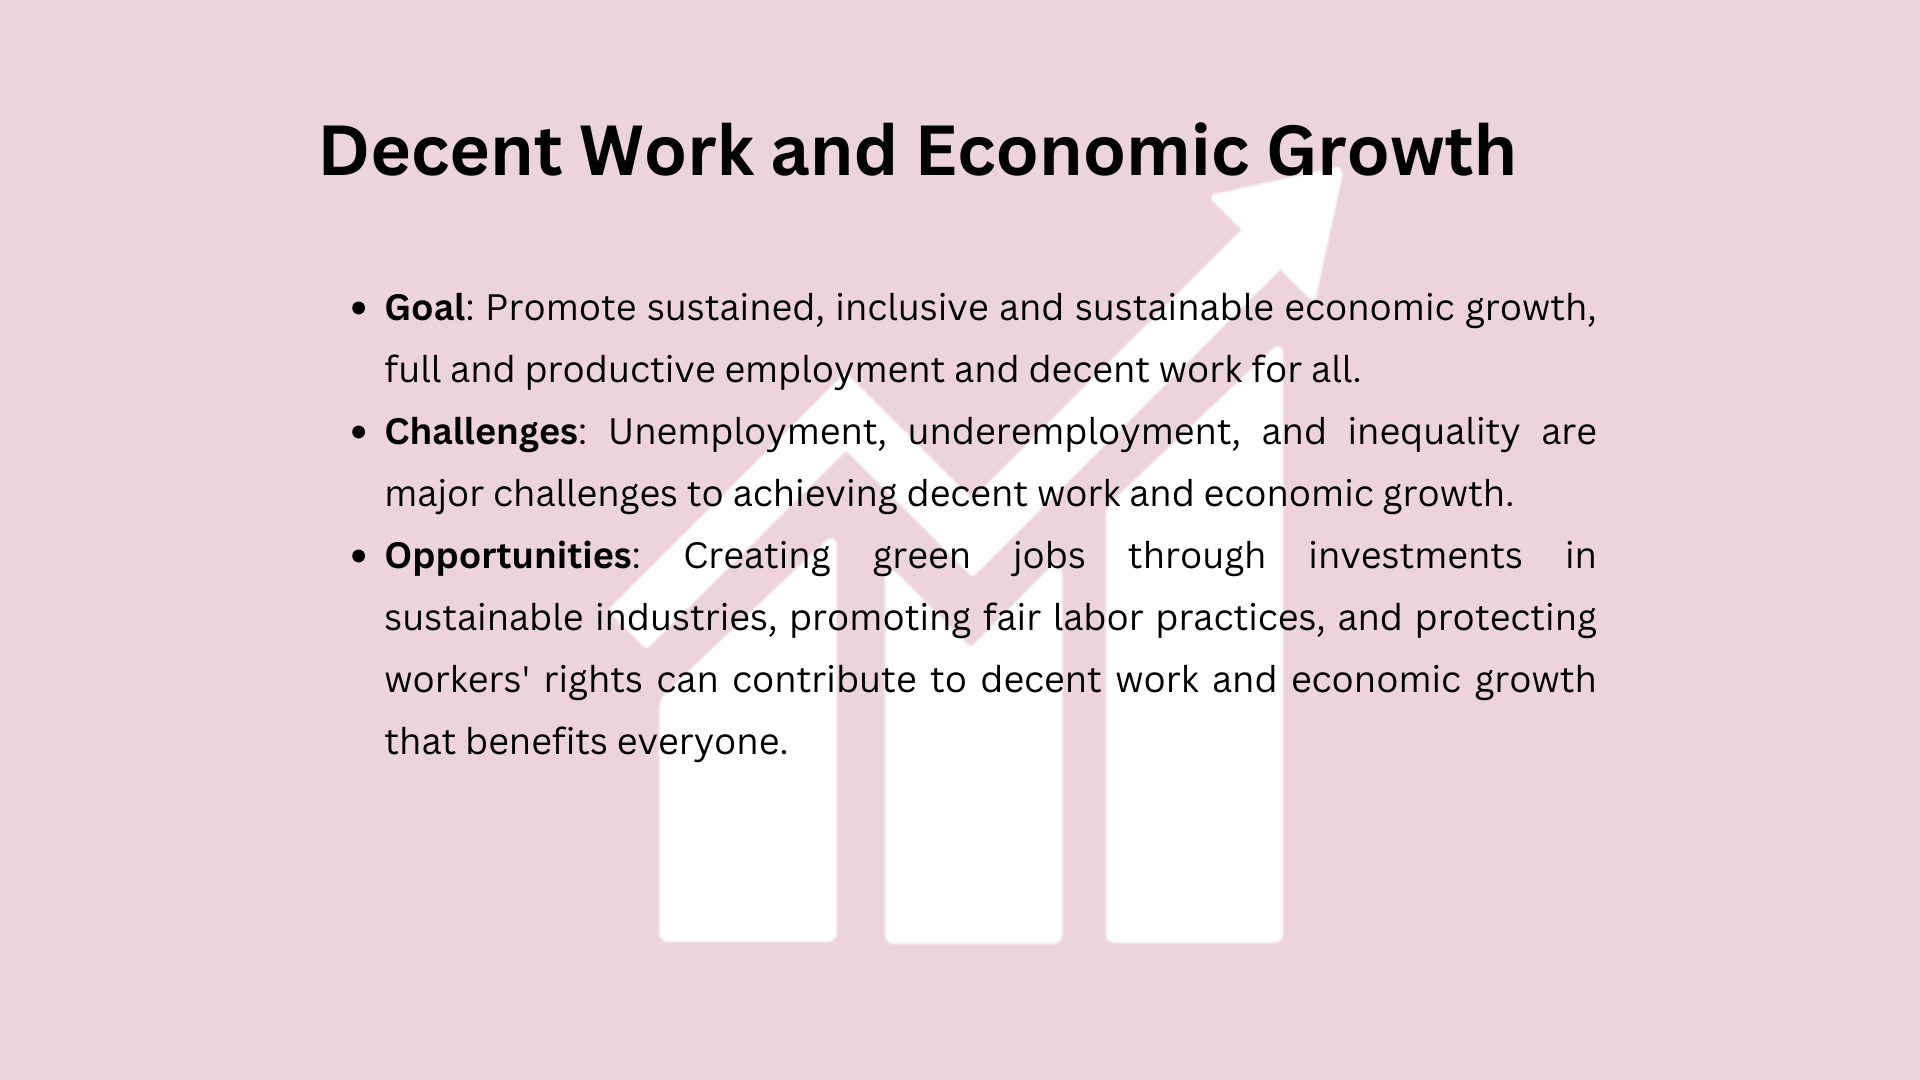 Decent Work and Economic Growth
• Goal: Promote sustained, inclusive and sustainable economic growth,
full and productive employment and decent work for all.
• Challenges: Unemployment, underemployment, and inequality are
major challenges to achieving decent work and economic growth.
• Opportunities: Creating green jobs through investments in
sustainable industries, promoting fair labor practices, and protecting
workers' rights can contribute to decent work and economic growth
that benefits everyone.